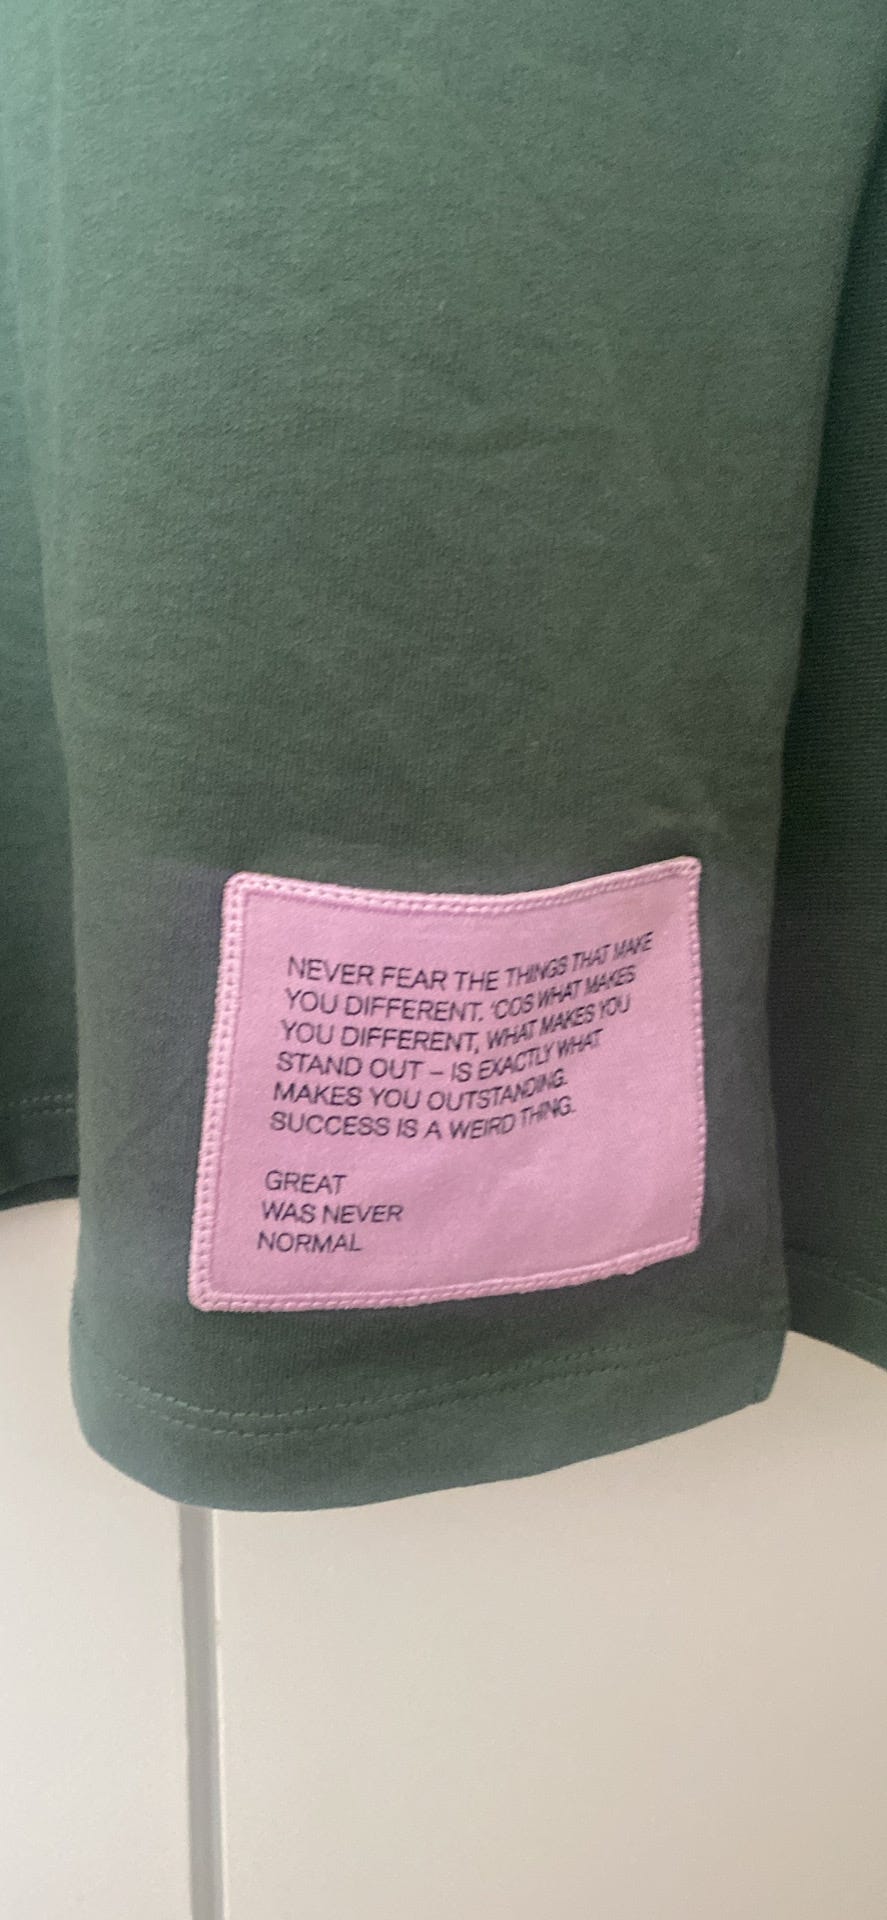 NEVER FEAR THE THINGS THAT MAKE
YOU DIFFERENT. 'COS WHAT MAKES
YOU DIFFERENT, WHAT MAKES YOU
STAND OUT – IS EXACTLY WHAT
MAKES YOU OUTSTANDING.
SUCCESS IS A WEIRD THING.
GREAT
WAS NEVER
NORMAL